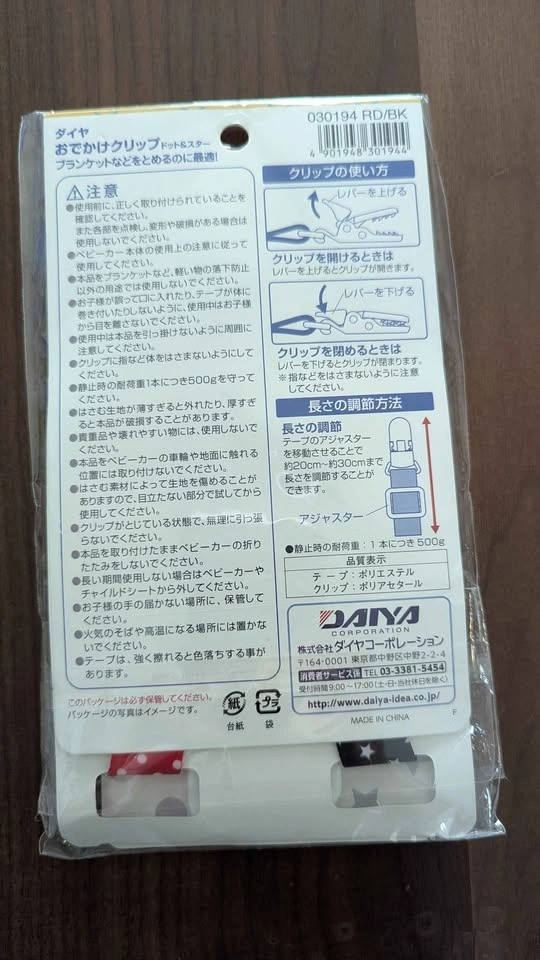 ダイヤ
おでかけクリップ ドット&スター
ブランケットなどをとめるのに最適!
030194 RD/BK
4 901948 301944
注意
●使用前に、正しく取り付けられていることを
確認してください。
また各部を点検し、変形や破損がある場合は
使用しないでください。
●ベビーカー本体の使用上の注意に従って
使用してください。
●本品をブランケットなど、軽い物の落下防止
以外の用途では使用しないでください。
●お子様が誤って口に入れたり、テープが体に
巻き付いたりしないように、使用中はお子様
から目を離さないでください。
●使用中は本品を引っ掛けないように周囲に
注意してください。
●クリップに指など体をはさまないようにして
ください。
●静止時の耐荷重1本につき500gを守って
ください。
●はさむ生地が薄すぎると外れたり、厚すぎ
ると本品が破損することがあります。
●貴重品や壊れやすい物には、使用しないで
ください。
●本品をベビーカーの車輪や地面に触れる
位置には取り付けないでください。
●はさむ素材によって生地を傷めることが
ありますので、目立たない部分で試してから
使用してください。
●クリップがとじている状態で、無理に引っ張
らないでください。
●本品を取り付けたままベビーカーの折り
たたみをしないでください。
●長い期間使用しない場合はベビーカーや
チャイルドシートから外してください。
●お子様の手の届かない場所に、保管して
ください。
●火気のそばや高温になる場所には置かな
いでください。
●テープは、強く擦れると色落ちする事が
あります。
このパッケージは必ず保管してください。
パッケージの写真はイメージです。
紙
台紙
プラ
袋
クリップの使い方
レバーを上げる
クリップを開けるときは
レバーを上げるとクリップが開きます。
レバーを下げる
クリップを閉めるときは
レバーを下げるとクリップが閉まります。
※指などをはさまないように注意
してください。
長さの調節方法
長さの調節
テープのアジャスター
を移動させることで
約20cm〜約30cmまで
長さを調節することが
できます。
アジャスター
●静止時の耐荷重:1本につき500g
品質表示
テープ:ポリエステル
クリップ:ポリアセタール
DAIYA
CORPORATION
株式会社ダイヤコーポレーション
〒164-0001 東京都中野区中野2-2-4
消費者サービス係 TEL 03-3381-5454
受付時間9:00〜17:00(土・日・当社休日を除く)
http://www.daiya-idea.co.jp/
MADE IN CHINA
F